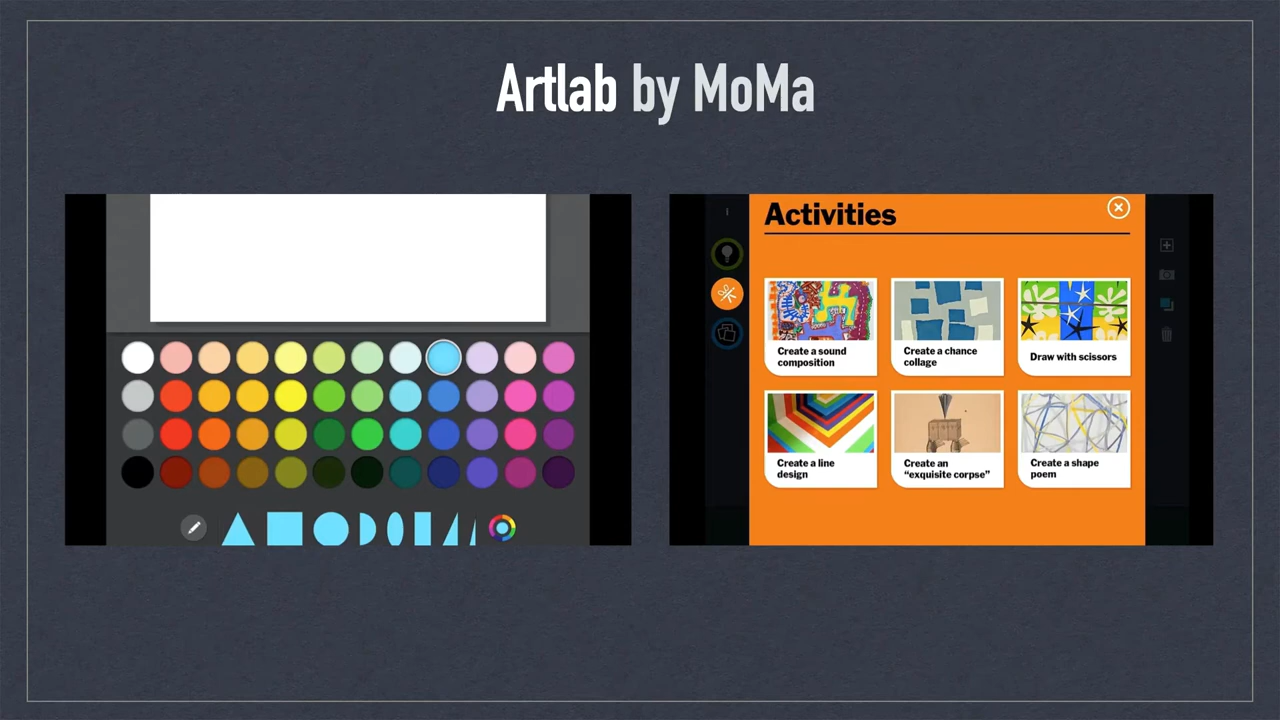 Artlab by MoMa
Activities
Create a sound
composition
Create a chance
collage
Draw with scissors
Create a line
design
Create an
“exquisite corpse”
Create a shape
poem